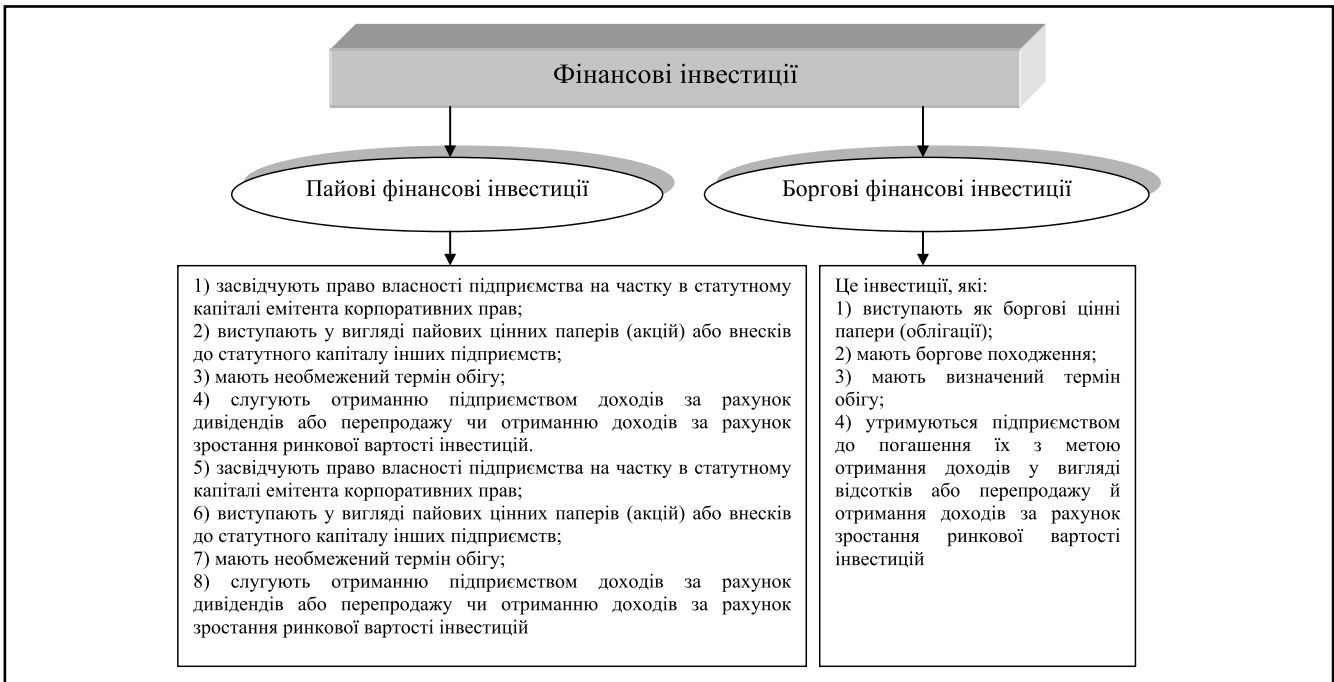 Фінансові інвестиції
Пайові фінансові інвестиції
Боргові фінансові інвестиції
1) засвідчують право власності підприємства на частку в статутному
капіталі емітента корпоративних прав;
2) виступають у вигляді пайових цінних паперів (акцій) або внесків
до статутного капіталу інших підприємств;
3) мають необмежений термін обігу;
4) слугують отриманню підприємством доходів за рахунок
дивидендів або перепродажу чи отриманню доходів за рахунок
зростання ринкової вартості інвестицій.
5) засвідчують право власності підприємства на частку в статутному
капіталі емітента корпоративних прав;
6) виступають у вигляді пайових цінних паперів (акцій) або внесків
до статутного капіталу інших підприємств;
7) мають необмежений термін обігу;
8) слугують отриманню підприємством доходів за рахунок
дивідендів або перепродажу чи отриманню доходів за рахунок
зростання ринкової вартості інвестицій
Це інвестиції, які:
1) виступають як боргові цінні
папери (облігації);
2) мають боргове походження;
3) мають визначений термін
обігу;
4) утримуються підприємством
до погашення їх з метою
отримання доходів у вигляді
відсотків або перепродажу й
отримання доходів за рахунок
зростання ринкової вартості
інвестицій